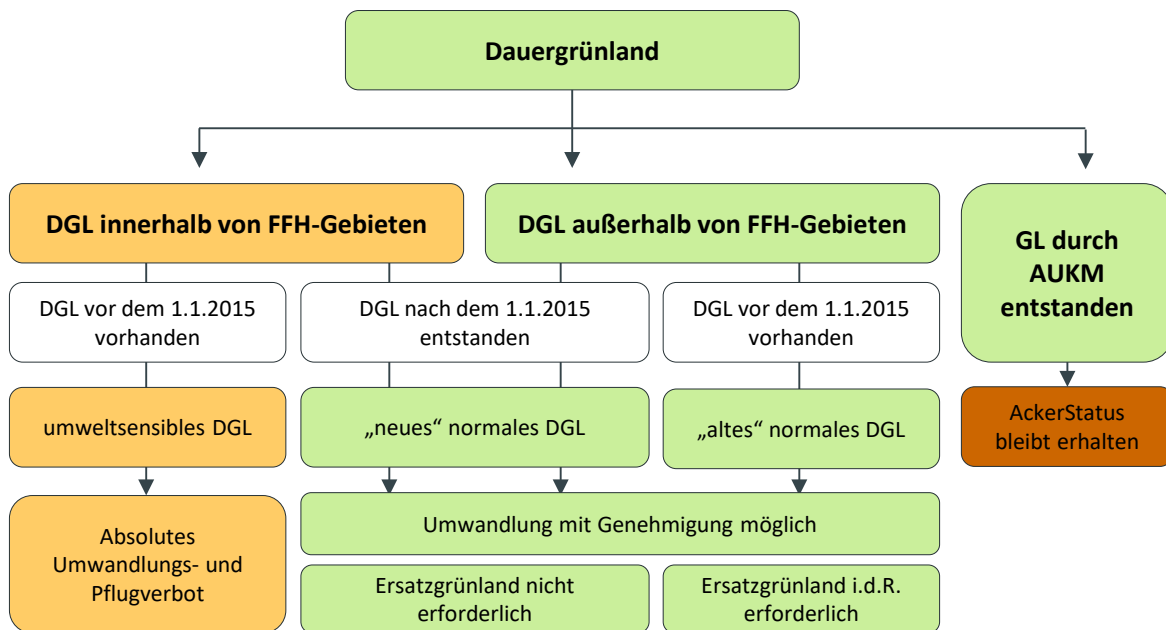 Dauergrünland
DGL innerhalb von FFH-Gebieten
DGL außerhalb von FFH-Gebieten
GL durch
AUKM
entstanden
DGL vor dem 1.1.2015
vorhanden
DGL nach dem 1.1.2015
entstanden
DGL vor dem 1.1.2015
vorhanden
umweltsensibles DGL
„neues“ normales DGL
„altes“ normales DGL
AckerStatus
bleibt erhalten
Absolutes
Umwandlungs- und
Pflugverbot
Umwandlung mit Genehmigung möglich
Ersatzgrünland nicht
erforderlich
Ersatzgrünland i.d.R.
erforderlich